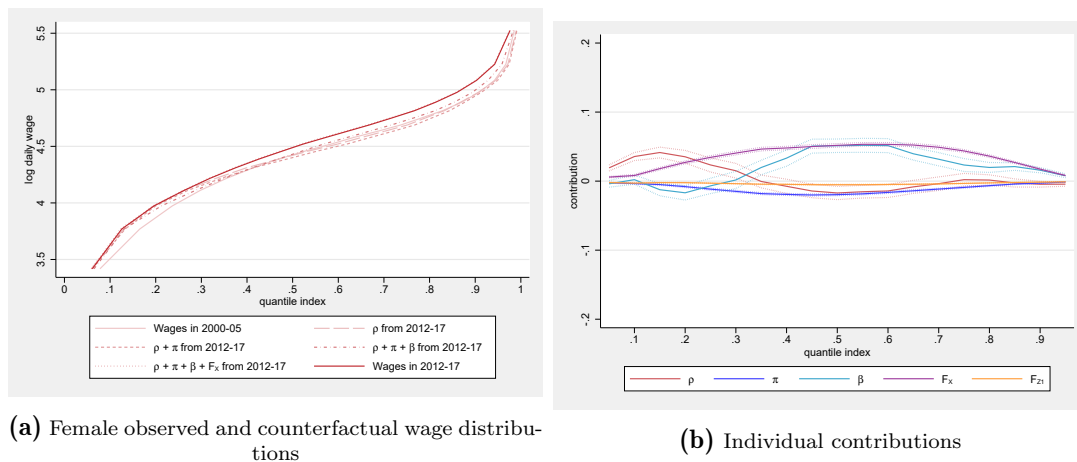 5.5
5
4.5
4
3.5
log daily wage
0 .1 .2 .3 .4 .5 .6 .7 .8 .9 1
quantile index
Wages in 2000-05 ρ from 2012-17
ρ + π from 2012-17 ρ + π + β from 2012-17
ρ + π + β + Fₓ from 2012-17 Wages in 2012-17
(a) Female observed and counterfactual wage distribu-
tions
.2
.1
0
-.1
-.2
contribution
.1 .2 .3 .4 .5 .6 .7 .8 .9
quantile index
ρ π β F_X F_Z1
(b) Individual contributions